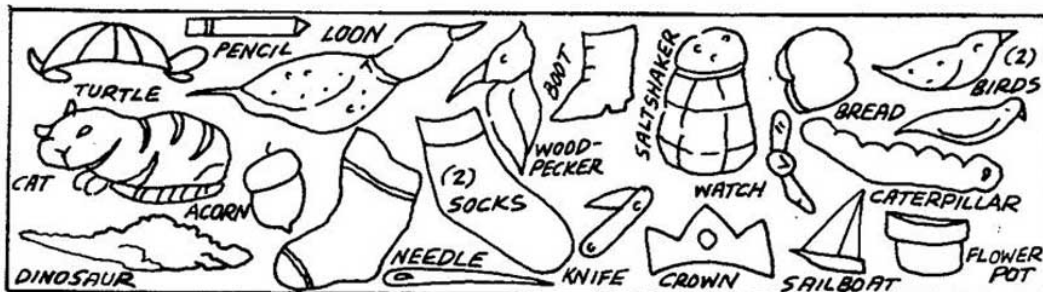 PENCIL
LOON
TURTLE
BOOT
SALTSHAKER
BREAD
(2)
BIRDS
WOOD-
PECKER
CAT
ACORN
(2)
SOCKS
WATCH
CATERPILLAR
DINOSAUR
NEEDLE
KNIFE
CROWN
SAILBOAT
FLOWER
POT